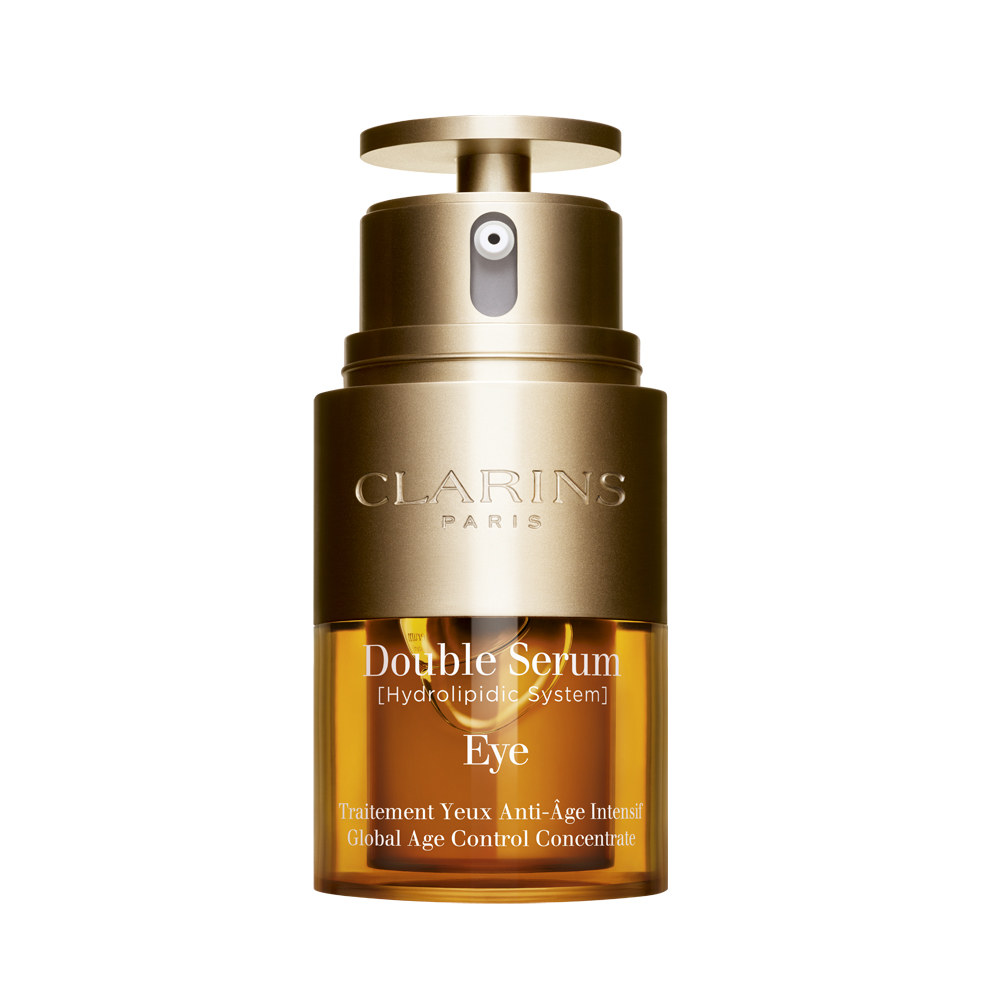 CLARINS
PARIS
Double Serum
[Hydrolipidic System]
Eye
Traitement Yeux Anti-Âge Intensif
Global Age Control Concentrate